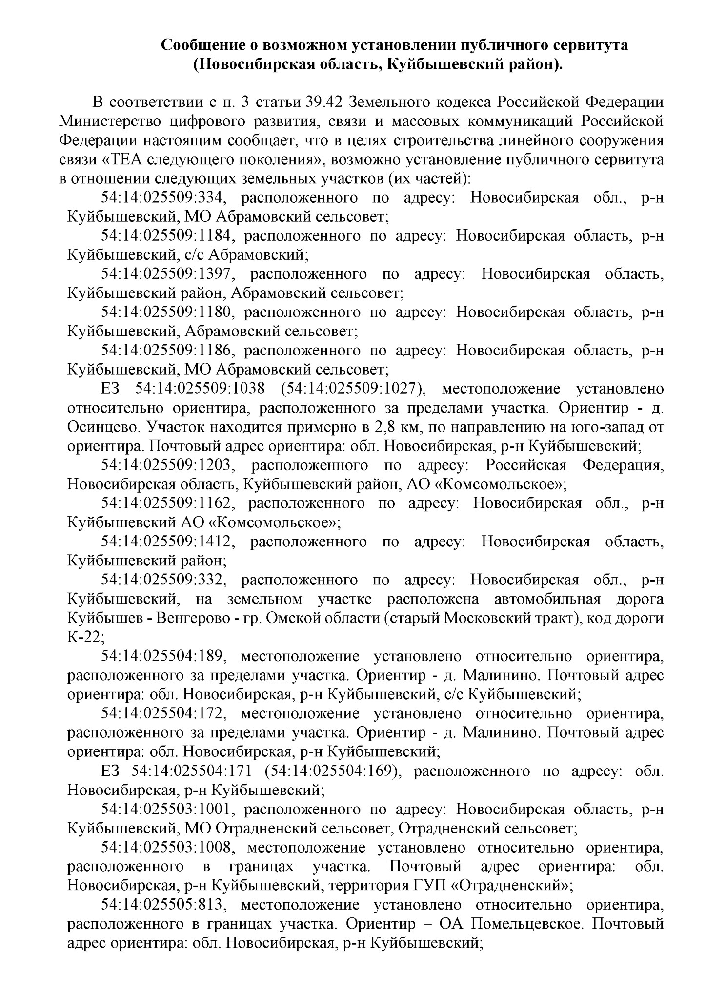 Сообщение о возможном установлении публичного сервитута
(Новосибирская область, Куйбышевский район).
В соответствии с п. 3 статьи 39.42 Земельного кодекса Российской Федерации
Министерство цифрового развития, связи и массовых коммуникаций Российской
Федерации настоящим сообщает, что в целях строительства линейного сооружения
связи «ТЕА следующего поколения», возможно установление публичного сервитута
в отношении следующих земельных участков (их частей):
54:14:025509:334, расположенного по адресу: Новосибирская обл., р-н
Куйбышевский, МО Абрамовский сельсовет;
54:14:025509:1184, расположенного по адресу: Новосибирская область, р-н
Куйбышевский, с/с Абрамовский;
54:14:025509:1397, расположенного по адресу: Новосибирская область,
Куйбышевский район, Абрамовский сельсовет;
54:14:025509:1180, расположенного по адресу: Новосибирская область, р-н
Куйбышевский, Абрамовский сельсовет;
54:14:025509:1186, расположенного по адресу: Новосибирская область, р-н
Куйбышевский, МО Абрамовский сельсовет;
ЕЗ 54:14:025509:1038 (54:14:025509:1027), местоположение установлено
относительно ориентира, расположенного за пределами участка. Ориентир - д.
Осинцево. Участок находится примерно в 2,8 км, по направлению на юго-запад от
ориентира. Почтовый адрес ориентира: обл. Новосибирская, р-н Куйбышевский;
54:14:025509:1203, расположенного по адресу: Российская Федерация,
Новосибирская область, Куйбышевский район, АО «Комсомольское»;
54:14:025509:1162, расположенного по адресу: Новосибирская обл., р-н
Куйбышевский АО «Комсомольское»;
54:14:025509:1412, расположенного по адресу: Новосибирская область,
Куйбышевский район;
54:14:025509:332, расположенного по адресу: Новосибирская обл., р-н
Куйбышевский, на земельном участке расположена автомобильная дорога
Куйбышев - Венгерово - гр. Омской области (старый Московский тракт), код дороги
К-22;
54:14:025504:189, местоположение установлено относительно ориентира,
расположенного за пределами участка. Ориентир - д. Малинино. Почтовый адрес
ориентира: обл. Новосибирская, р-н Куйбышевский, с/с Куйбышевский;
54:14:025504:172, местоположение установлено относительно ориентира,
расположенного за пределами участка. Ориентир - д. Малинино. Почтовый адрес
ориентира: обл. Новосибирская, р-н Куйбышевский;
ЕЗ 54:14:025504:171 (54:14:025504:169), расположенного по адресу: обл.
Новосибирская, р-н Куйбышевский;
54:14:025503:1001, расположенного по адресу: Новосибирская область, р-н
Куйбышевский, МО Отрадненский сельсовет, Отрадненский сельсовет;
54:14:025503:1008, местоположение установлено относительно ориентира,
расположенного в границах участка. Почтовый адрес ориентира: обл.
Новосибирская, р-н Куйбышевский, территория ГУП «Отрадненский»;
54:14:025505:813, местоположение установлено относительно ориентира,
расположенного в границах участка. Ориентир – ОА Помельцевское. Почтовый
адрес ориентира: обл. Новосибирская, р-н Куйбышевский;